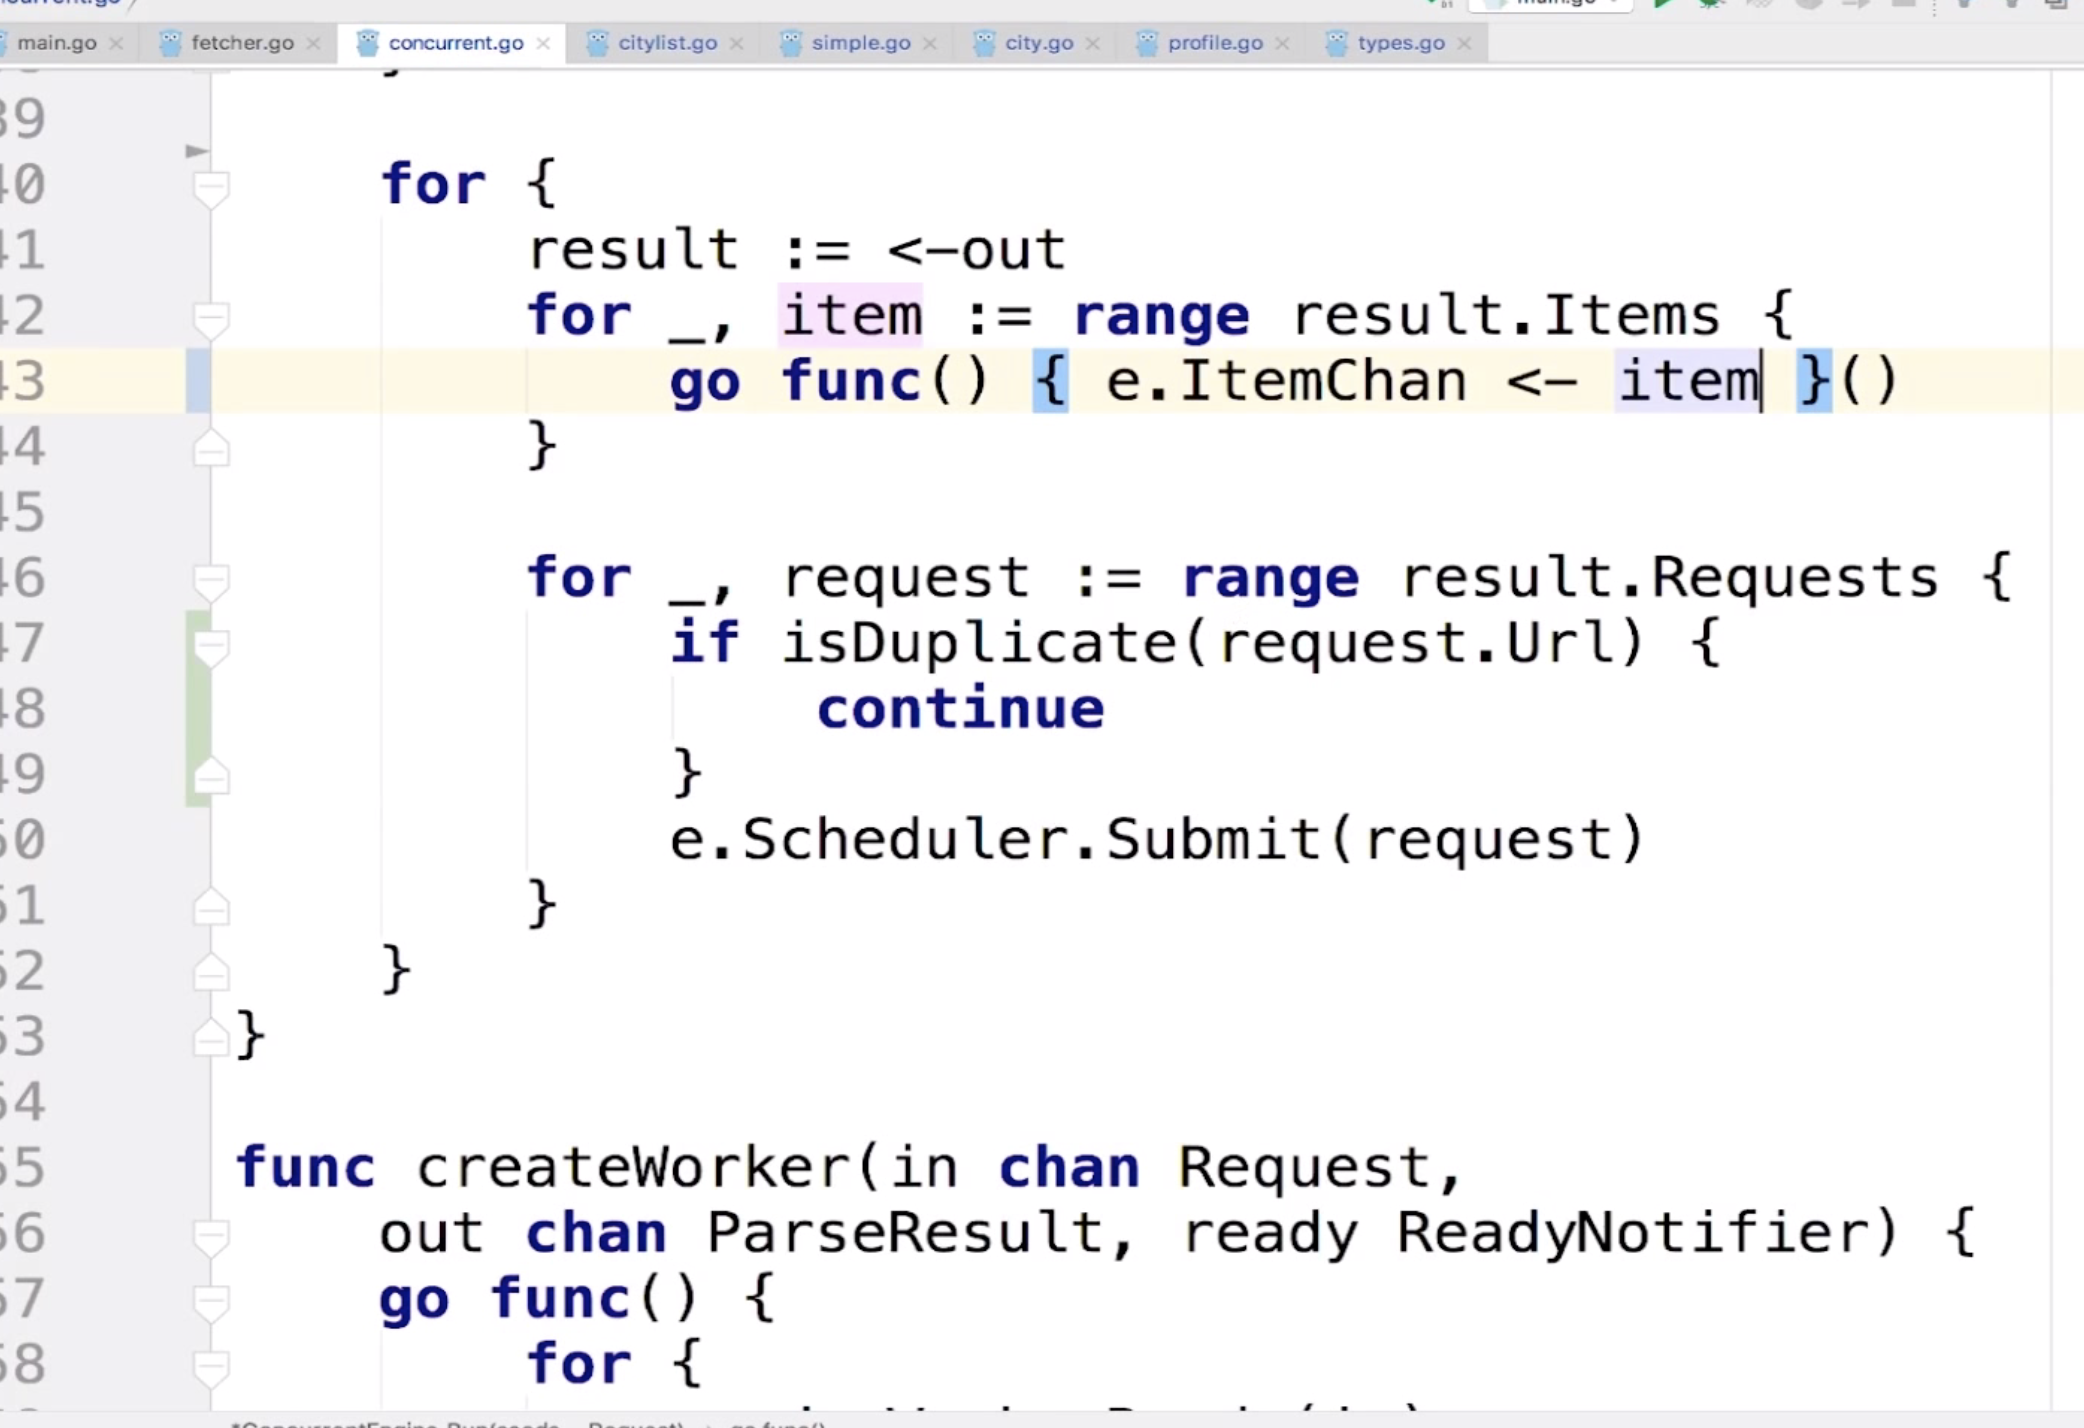 main.go fetcher.go concurrent.go citylist.go simple.go city.go profile.go types.go
39
40 for {
41 result := <-out
42 for _, item := range result.Items {
43 go func() { e.ItemChan <- item }()
44 }
45
46 for _, request := range result.Requests {
47 if isDuplicate(request.Url) {
48 continue
49 }
50 e.Scheduler.Submit(request)
51 }
52 }
53 }
54
55 func createWorker(in chan Request,
56 out chan ParseResult, ready ReadyNotifier) {
57 go func() {
58 for {